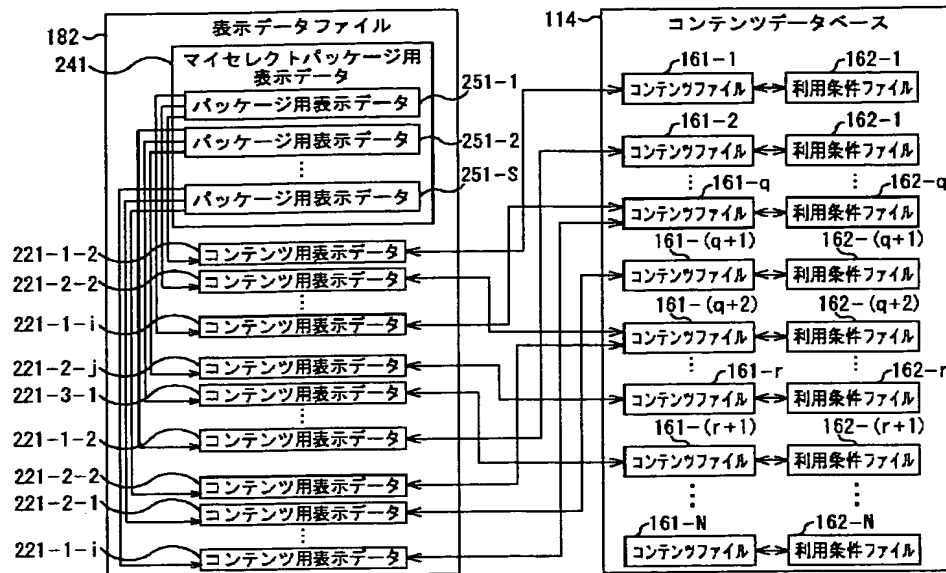 182
表示データファイル
241
マイセレクトパッケージ用
表示データ
パッケージ用表示データ
251-1
パッケージ用表示データ
251-2
パッケージ用表示データ
251-S
221-1-2
コンテンツ用表示データ
221-2-2
コンテンツ用表示データ
221-1-i
コンテンツ用表示データ
221-2-j
コンテンツ用表示データ
221-3-1
コンテンツ用表示データ
221-1-2
コンテンツ用表示データ
221-2-2
コンテンツ用表示データ
221-2-1
コンテンツ用表示データ
221-1-i
コンテンツ用表示データ
114
コンテンツデータベース
161-1 162-1
コンテンツファイル 利用条件ファイル
161-2 162-1
コンテンツファイル 利用条件ファイル
161-q 162-q
コンテンツファイル 利用条件ファイル
161-(q+1) 162-(q+1)
コンテンツファイル 利用条件ファイル
161-(q+2) 162-(q+2)
コンテンツファイル 利用条件ファイル
161-r 162-r
コンテンツファイル 利用条件ファイル
161-(r+1) 162-(r+1)
コンテンツファイル 利用条件ファイル
161-N 162-N
コンテンツファイル 利用条件ファイル